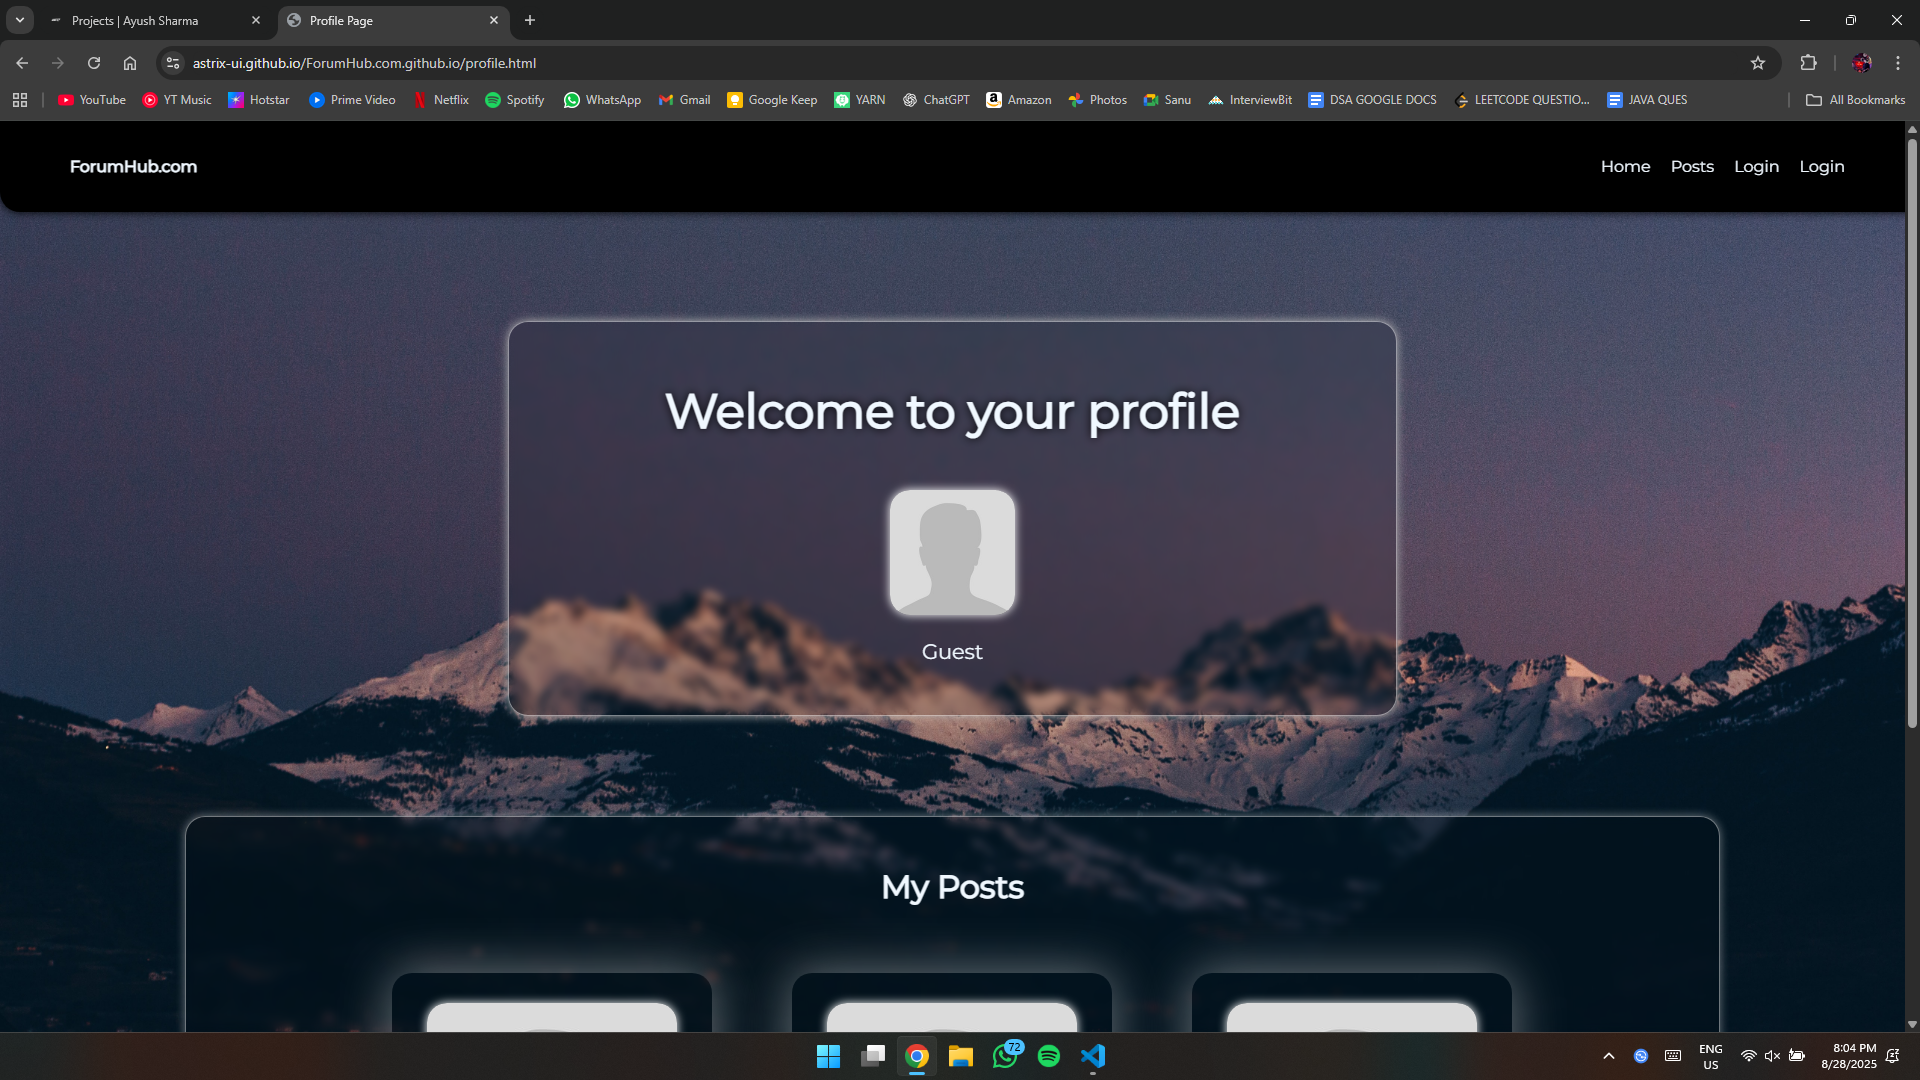 Projects | Ayush Sharma
Profile Page
astrix-ui.github.io/ForumHub.com.github.io/profile.html
YouTube YT Music Hotstar Prime Video Netflix Spotify WhatsApp Gmail Google Keep YARN ChatGPT Amazon Photos Sanu InterviewBit DSA GOOGLE DOCS LEETCODE QUESTIO... JAVA QUES All Bookmarks
ForumHub.com
Home Posts Login Login
Welcome to your profile
Guest
My Posts
72
ENG
US
8:04 PM
8/28/2025